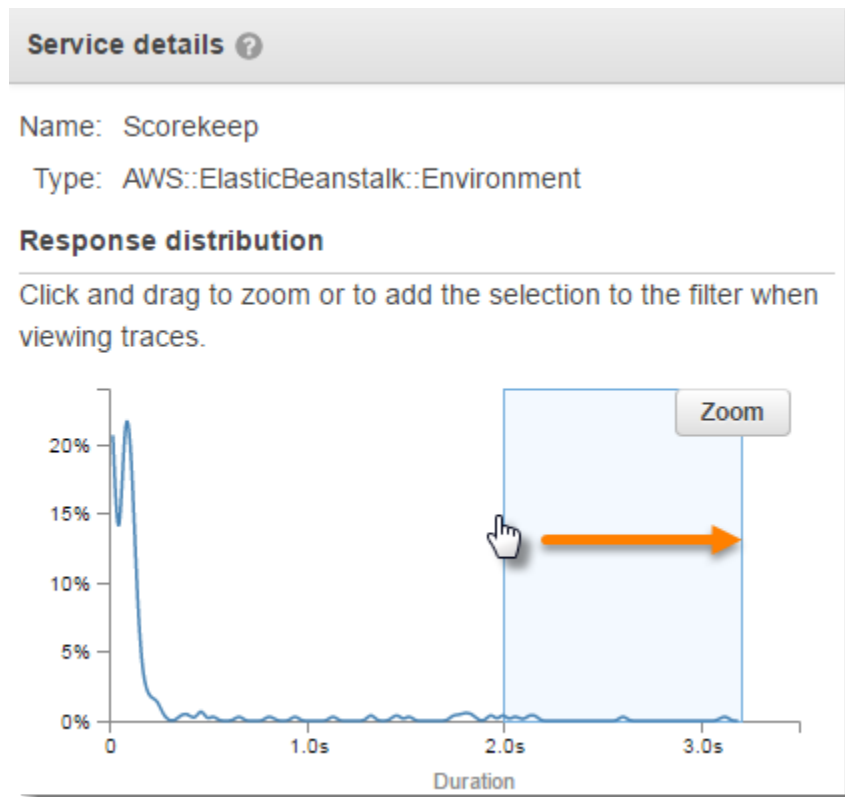 Service details ?
Name: Scorekeep
Type: AWS::ElasticBeanstalk::Environment
Response distribution
Click and drag to zoom or to add the selection to the filter when
viewing traces.
Zoom
20%
15%
10%
5%
0%
0 1.0s 2.0s 3.0s
Duration